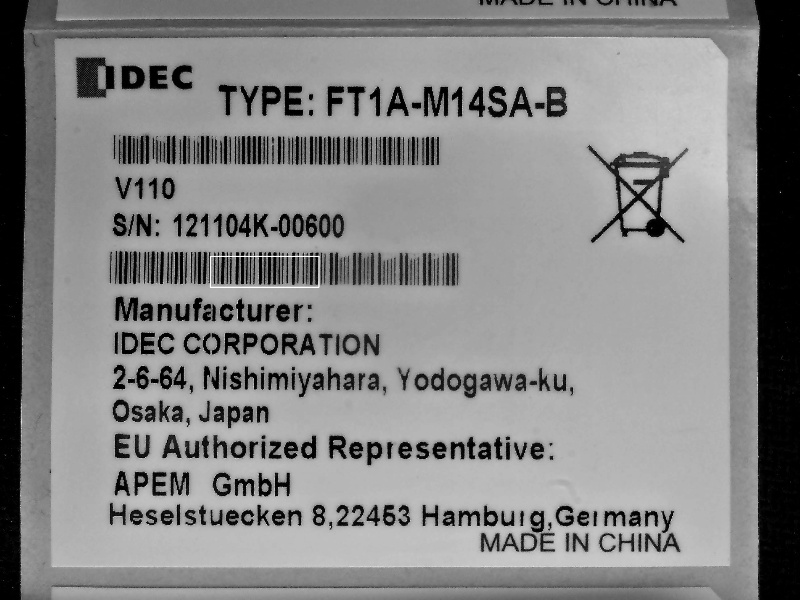 MADE IN CHINA
IDEC
TYPE: FT1A-M14SA-B
V110
S/N: 121104K-00600
Manufacturer:
IDEC CORPORATION
2-6-64, Nishimiyahara, Yodogawa-ku,
Osaka, Japan
EU Authorized Representative:
APEM GmbH
Heselstuecken 8,22453 Hamburg,Germany
MADE IN CHINA